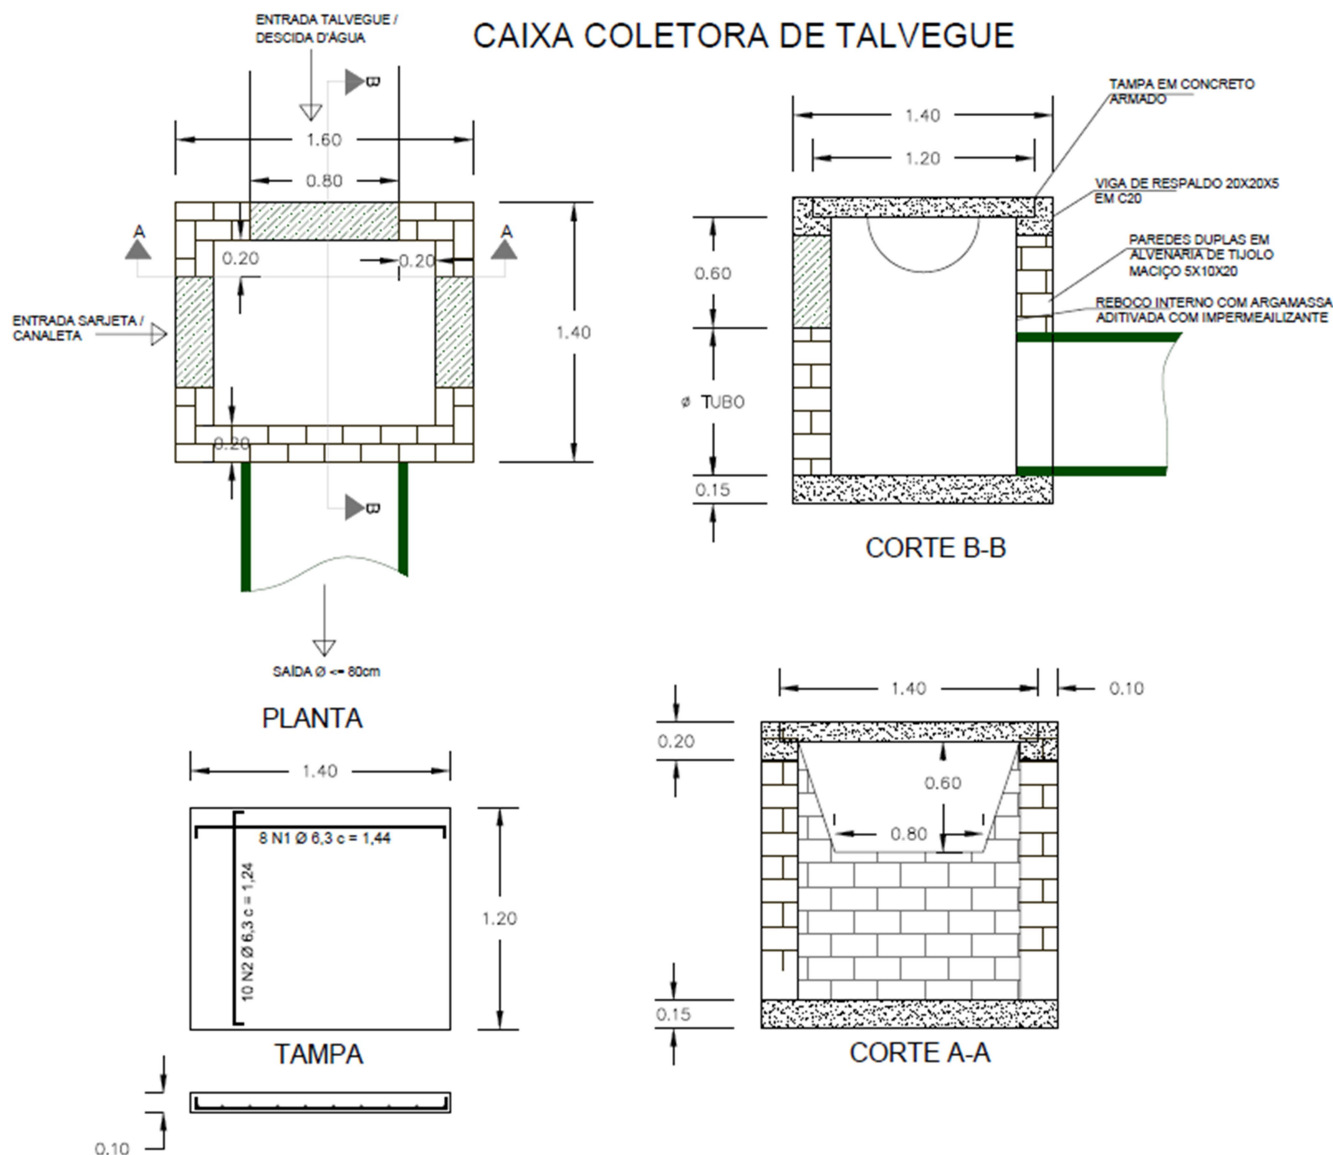 ENTRADA TALVEGUE /
DESCIDA D'ÁGUA
CAIXA COLETORA DE TALVEGUE
B
1.60
0.80
A
A
0.20
0.20
1.40
ENTRADA SARJETA /
CANALETA
0.20
B
SAÍDA Ø <= 80cm
PLANTA
TAMPA EM CONCRETO
ARMADO
1.40
1.20
VIGA DE RESPALDO 20X20X5
EM C20
PAREDES DUPLAS EM
ALVENARIA DE TIJOLO
MACIÇO 5X10X20
0.60
REBOCO INTERNO COM ARGAMASSA
ADITIVADA COM IMPERMEAILIZANTE
Ø TUBO
0.15
CORTE B-B
1.40
8 N1 Ø 6,3 c = 1,44
10 N2 Ø 6,3 c = 1,24
1.20
TAMPA
0.10
1.40
0.10
0.20
0.60
0.80
0.15
CORTE A-A